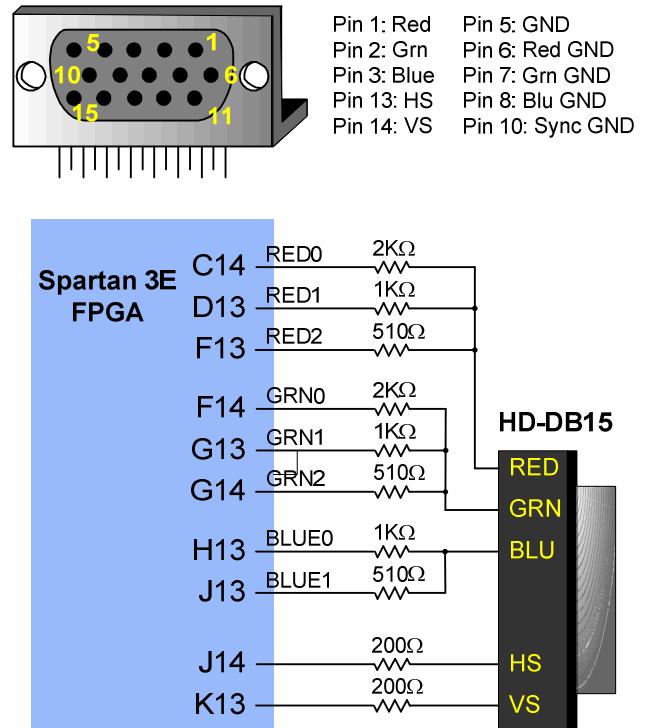 5 1
10 6
15 11
Pin 1: Red Pin 5: GND
Pin 2: Grn Pin 6: Red GND
Pin 3: Blue Pin 7: Grn GND
Pin 13: HS Pin 8: Blu GND
Pin 14: VS Pin 10: Sync GND
Spartan 3E
FPGA
C14 RED0 2KΩ
D13 RED1 1KΩ
F13 RED2 510Ω
F14 GRN0 2KΩ
G13 GRN1 1KΩ
G14 GRN2 510Ω
H13 BLUE0 1KΩ
J13 BLUE1 510Ω
J14 200Ω
K13 200Ω
HD-DB15
RED
GRN
BLU
HS
VS